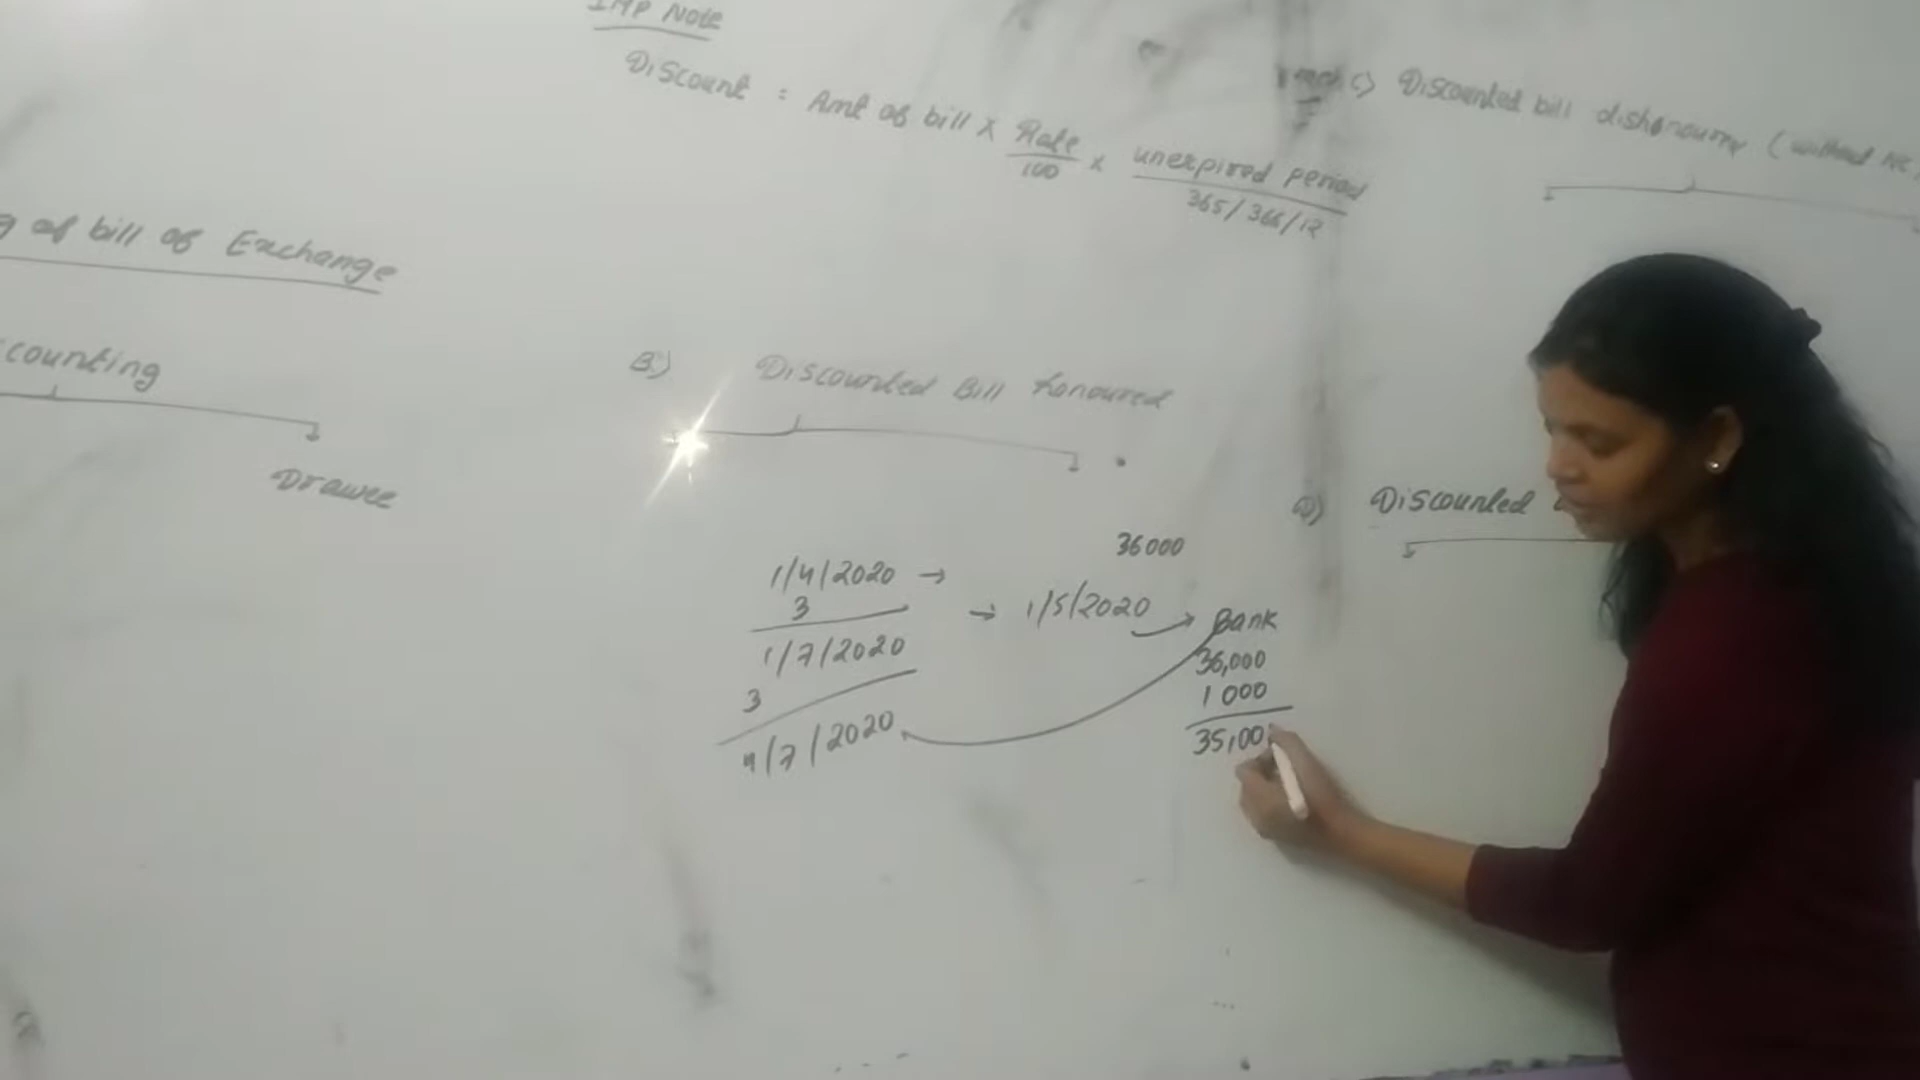 IMP Note
Discount = Amt of bill x Rate/100 x unexpired period/365/366/12
c) Discounted bill dishonoured (without NC)
of bill of Exchange
counting
Drawee
B) Discounted Bill honoured
D) Discounted
36000
1/4/2020 →
3
→ 1/5/2020 → Bank
1/7/2020
3
4/7/2020
36,000
1000
35,00